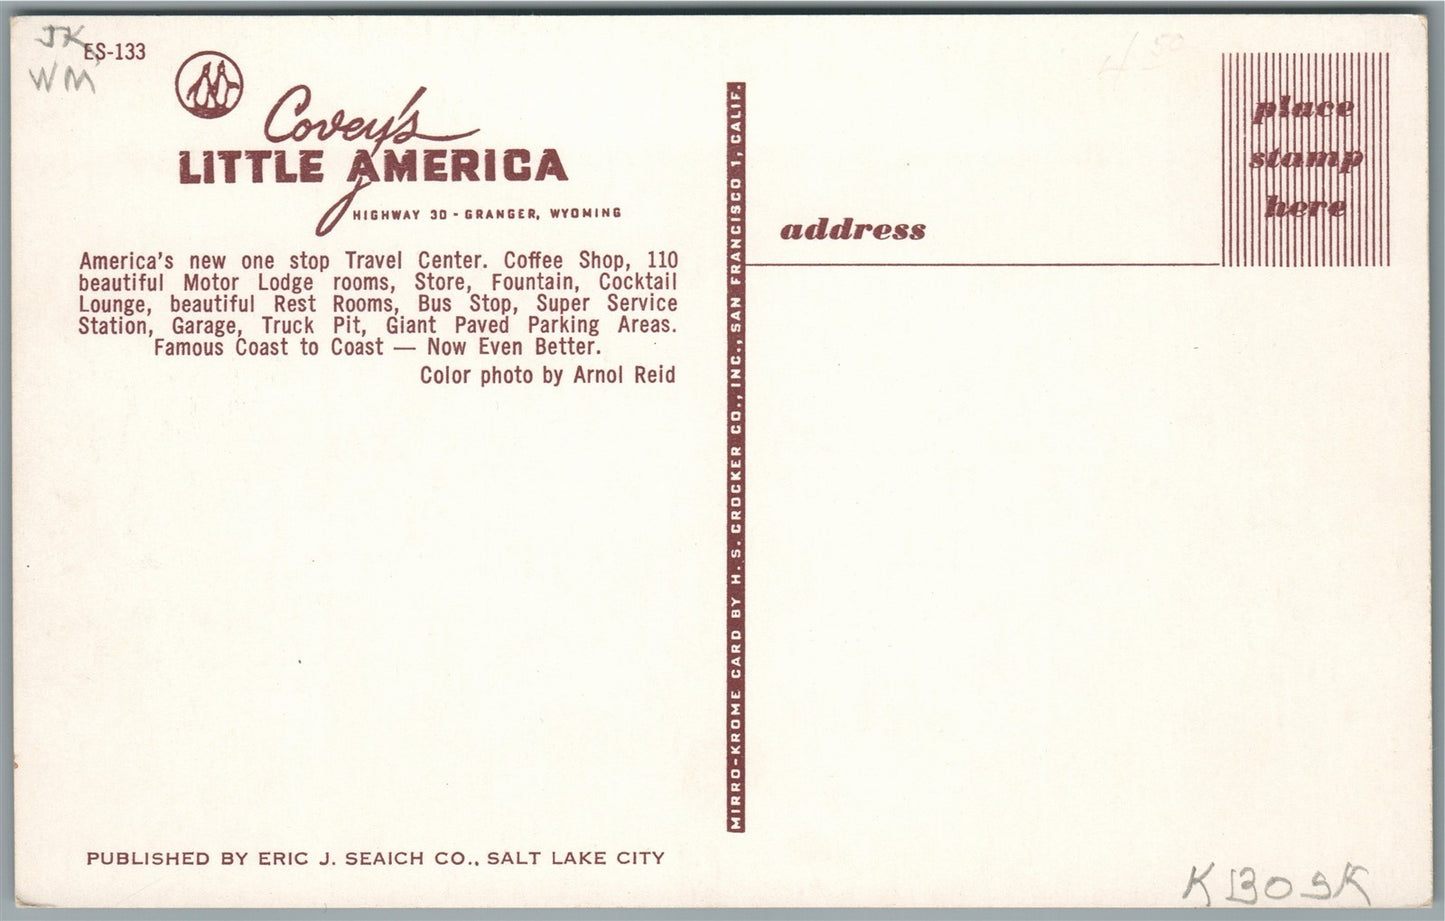 JK
WM
ES-133
Covey's
LITTLE AMERICA
HIGHWAY 30 - GRANGER, WYOMING
America's new one stop Travel Center. Coffee Shop, 110
beautiful Motor Lodge rooms, Store, Fountain, Cocktail
Lounge, beautiful Rest Rooms, Bus Stop, Super Service
Station, Garage, Truck Pit, Giant Paved Parking Areas.
Famous Coast to Coast — Now Even Better.
Color photo by Arnol Reid
PUBLISHED BY ERIC J. SEAICH CO., SALT LAKE CITY
MIRRO-KROME CARD BY H. S. CROCKER CO., INC., SAN FRANCISCO 1, CALIF.
4 50
place
stamp
here
address